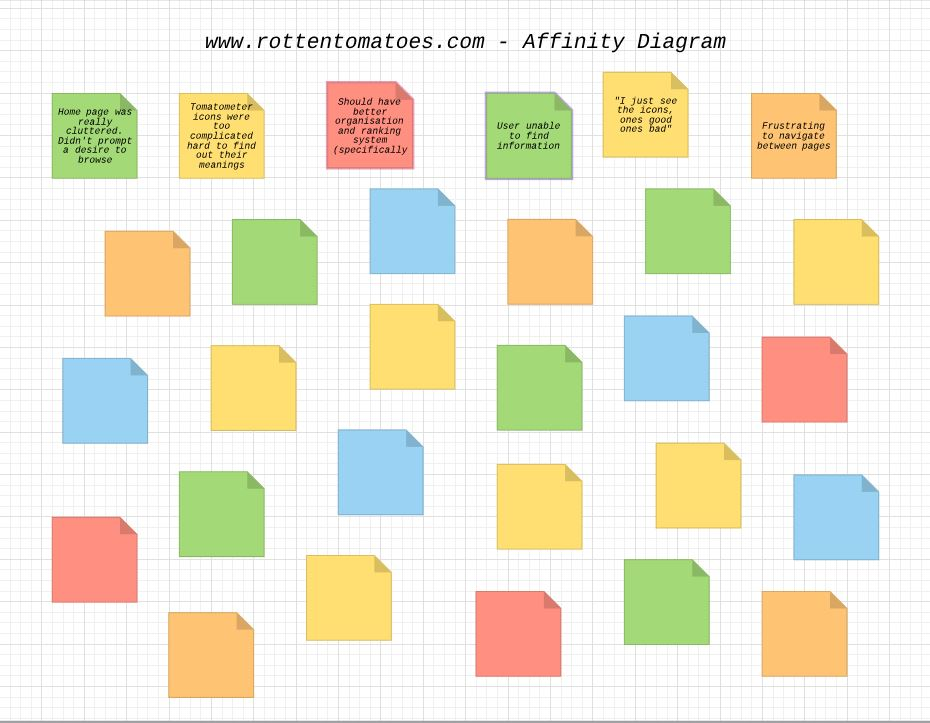 www.rottentomatoes.com - Affinity Diagram
Home page was
really
cluttered.
Didn't prompt
a desire to
browse
Tomatometer
icons were
too
complicated
hard to find
out their
meanings
Should have
better
organisation
and ranking
system
(specifically
User unable
to find
information
"I just see
the icons,
ones good
ones bad"
Frustrating
to navigate
between pages